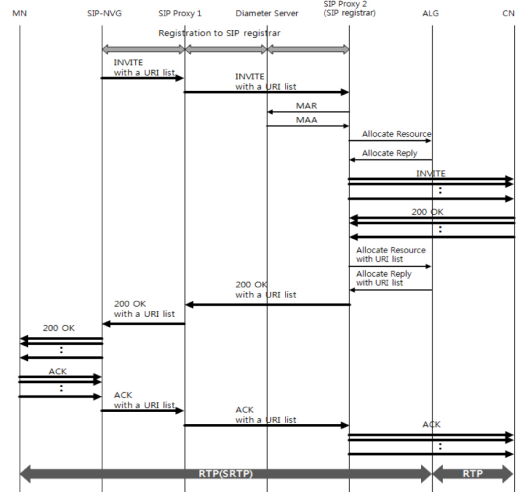 MN
SIP-NVG
SIP Proxy 1
Diameter Server
SIP Proxy 2
(SIP registrar)
ALG
CN
Registration to SIP registrar
INVITE
with a URI list
INVITE
with a URI list
MAR
MAA
Allocate Resource
Allocate Reply
INVITE
:
200 OK
:
Allocate Resource
with URI list
Allocate Reply
with URI list
200 OK
with a URI list
200 OK
with a URI list
200 OK
:
ACK
:
ACK
with a URI list
ACK
with a URI list
ACK
:
RTP(SRTP)
RTP